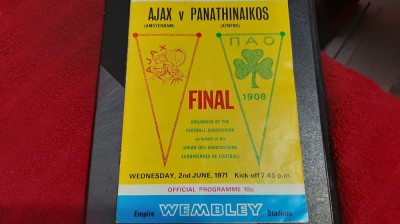 AJAX v PANATHINAIKOS
(AMSTERDAM) (ATHENS)
AJAX
ΠΑΟ
1908
FINAL
ORGANISED BY THE
FOOTBALL ASSOCIATION
on behalf of the
UNION DES ASSOCIATIONS
EUROPEENNES DE FOOTBALL
WEDNESDAY, 2nd JUNE, 1971 Kick-off 7.45 p.m.
OFFICIAL PROGRAMME 10p
Empire WEMBLEY Stadium